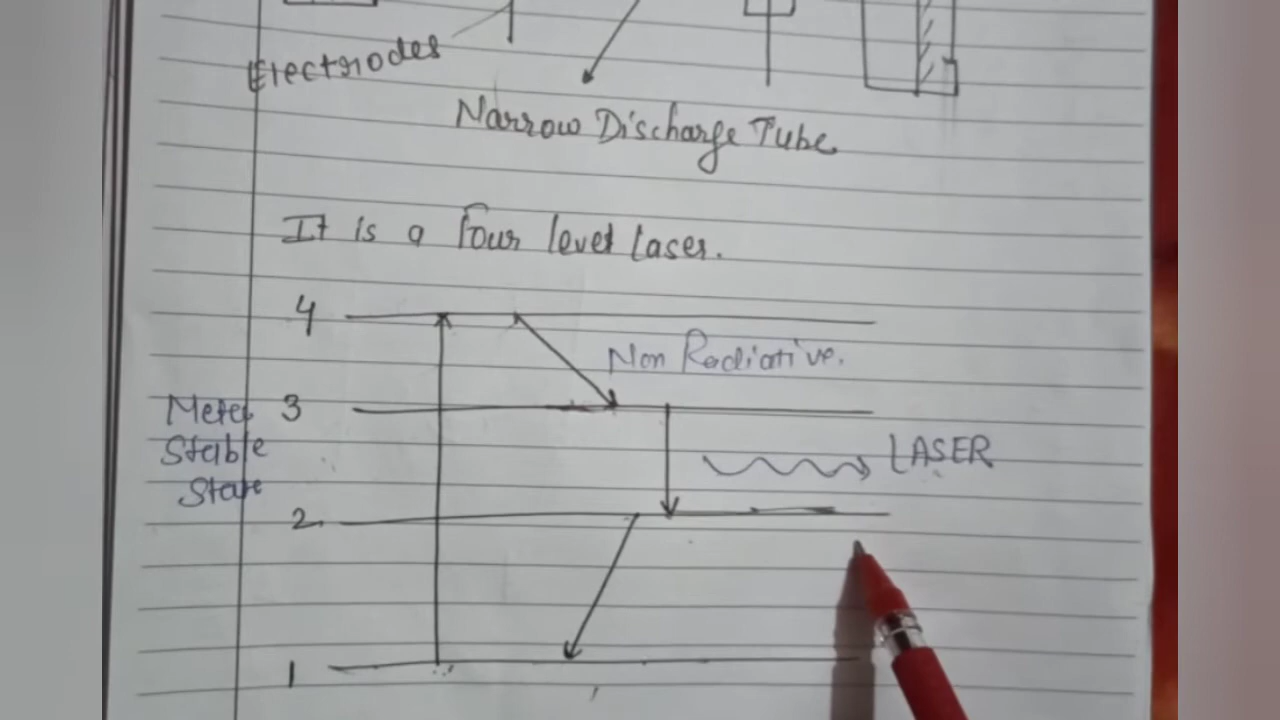 Electrodes
Narrow Discharge Tube
It is a Four level laser.
4
Non Radiative.
Meta 3
Stable
State
LASER
2.
1